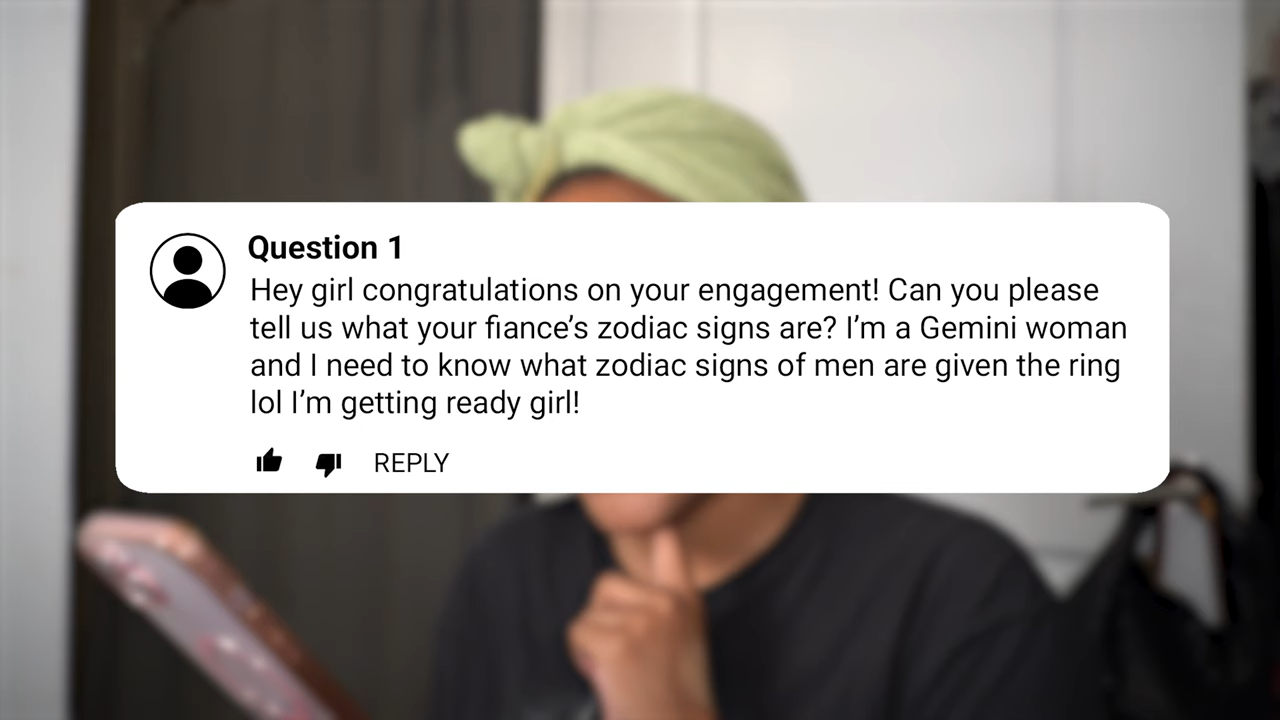 Question 1
Hey girl congratulations on your engagement! Can you please
tell us what your fiance’s zodiac signs are? I’m a Gemini woman
and I need to know what zodiac signs of men are given the ring
lol I’m getting ready girl!
REPLY